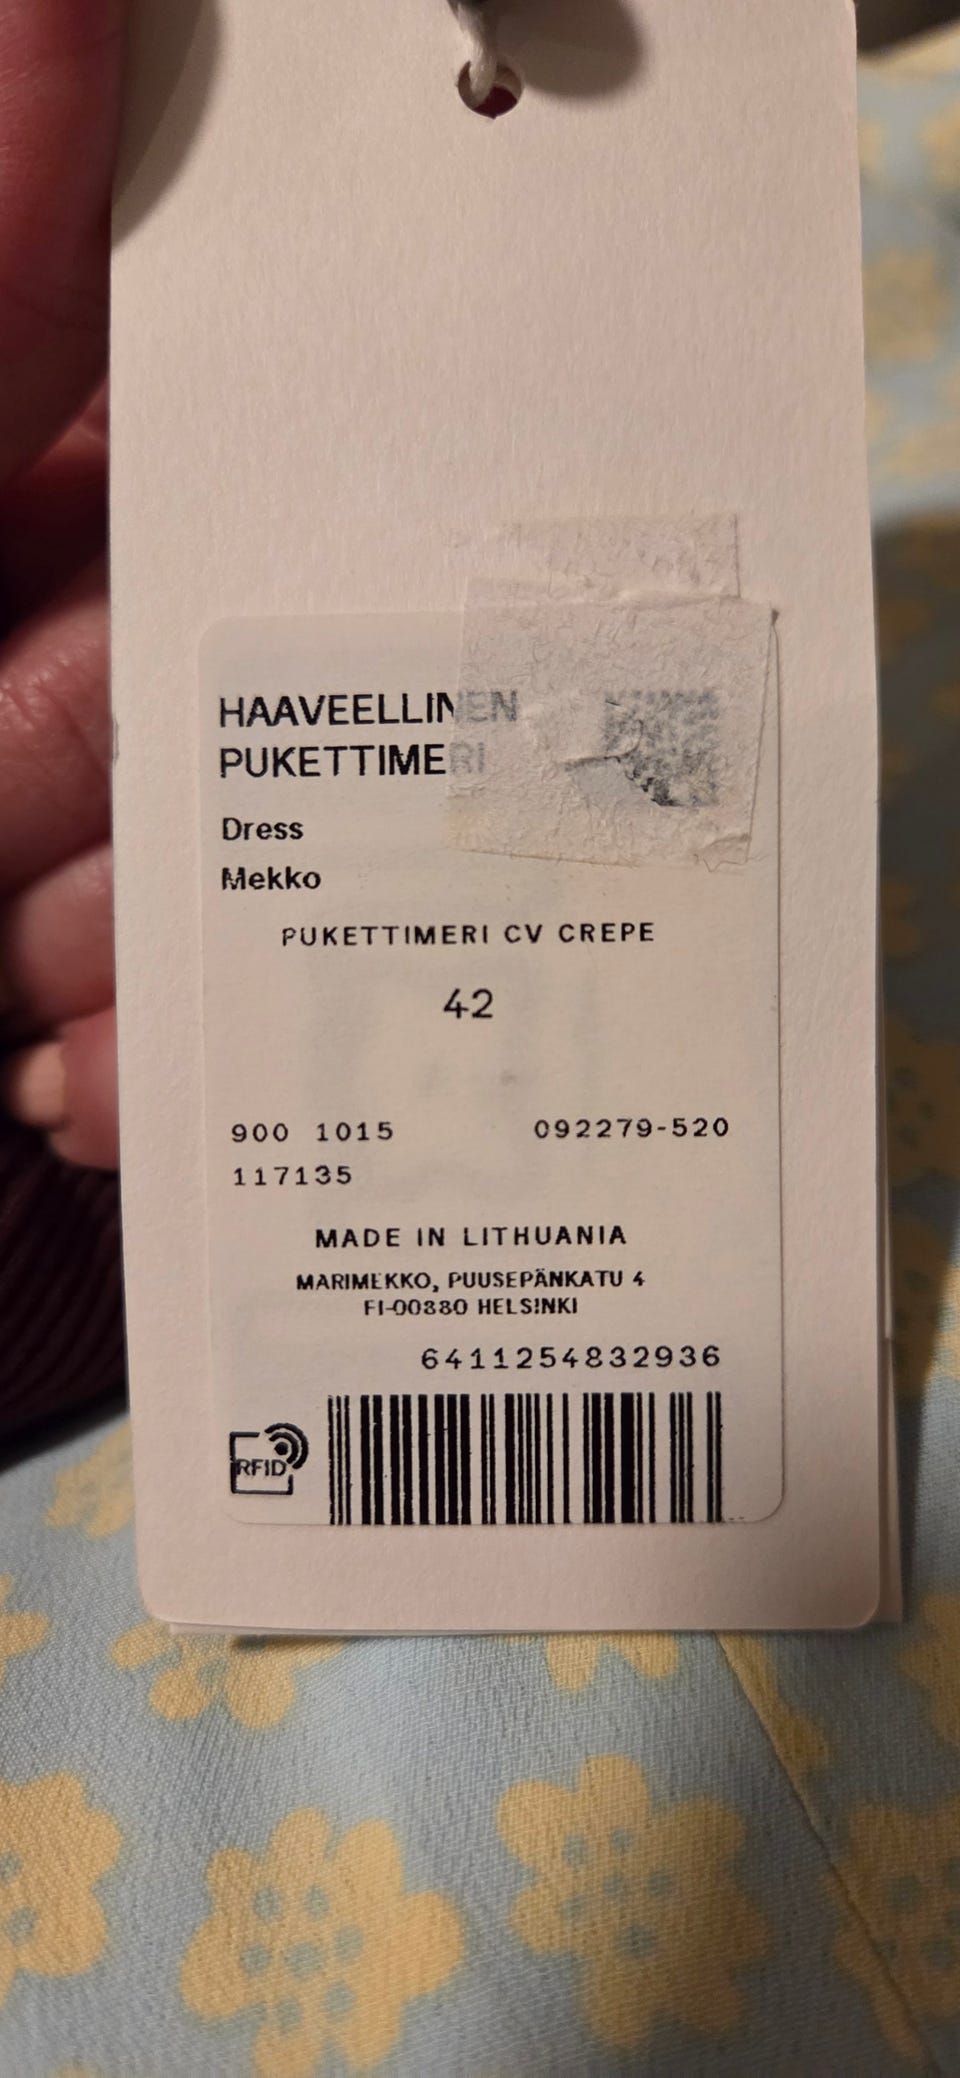 HAAVEELLINEN
PUKETTIMERI
Dress
Mekko
PUKETTIMERI CV CREPE
42
900 1015 092279-520
117135
MADE IN LITHUANIA
MARIMEKKO, PUUSEPÄNKATU 4
FI-00880 HELSINKI
6411254832936
RFID